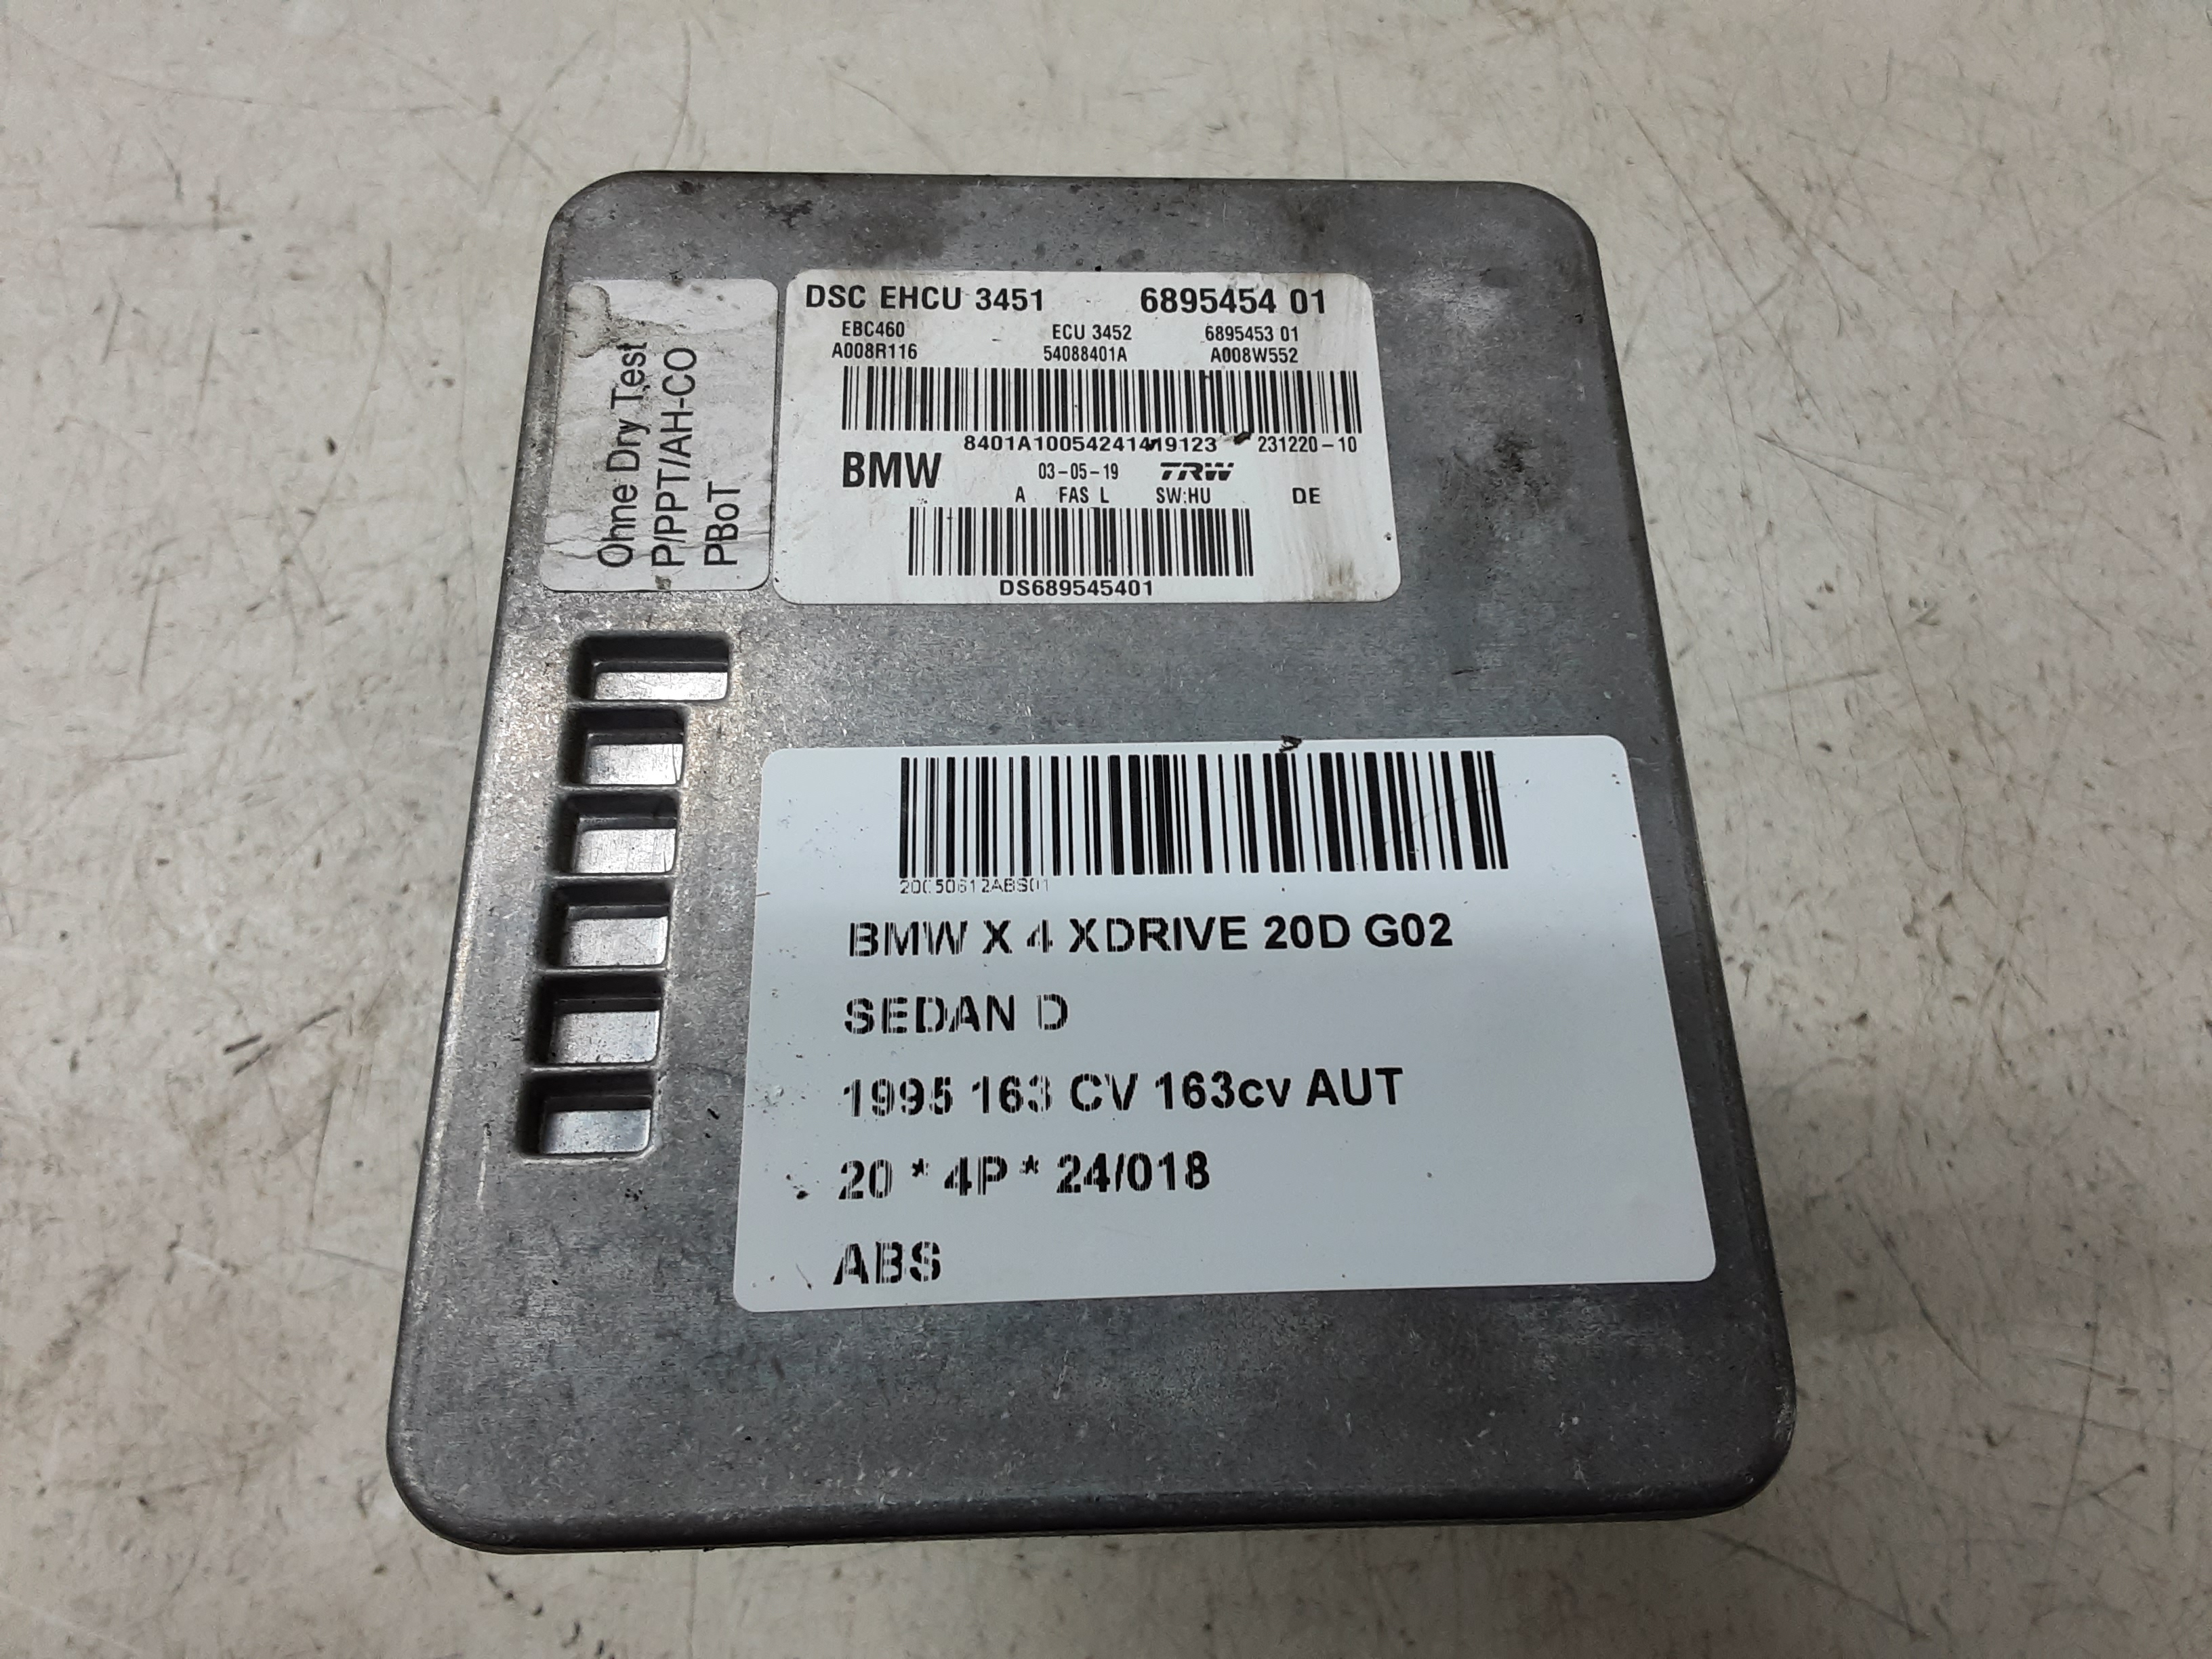 Ohne Dry Test
P/PPT/AH-CO
PBoT
DSC EHCU 3451 6895454 01
EBC460 ECU 3452 6895453 01
A008R116 54088401A A008W552
231220-10
BMW 03-05-19 TRW
A FAS L SW:HU DE
DS689545401
BMW X 4 XDRIVE 20D G02
SEDAN D
1995 163 CV 163cv AUT
20 * 4P * 24/018
ABS